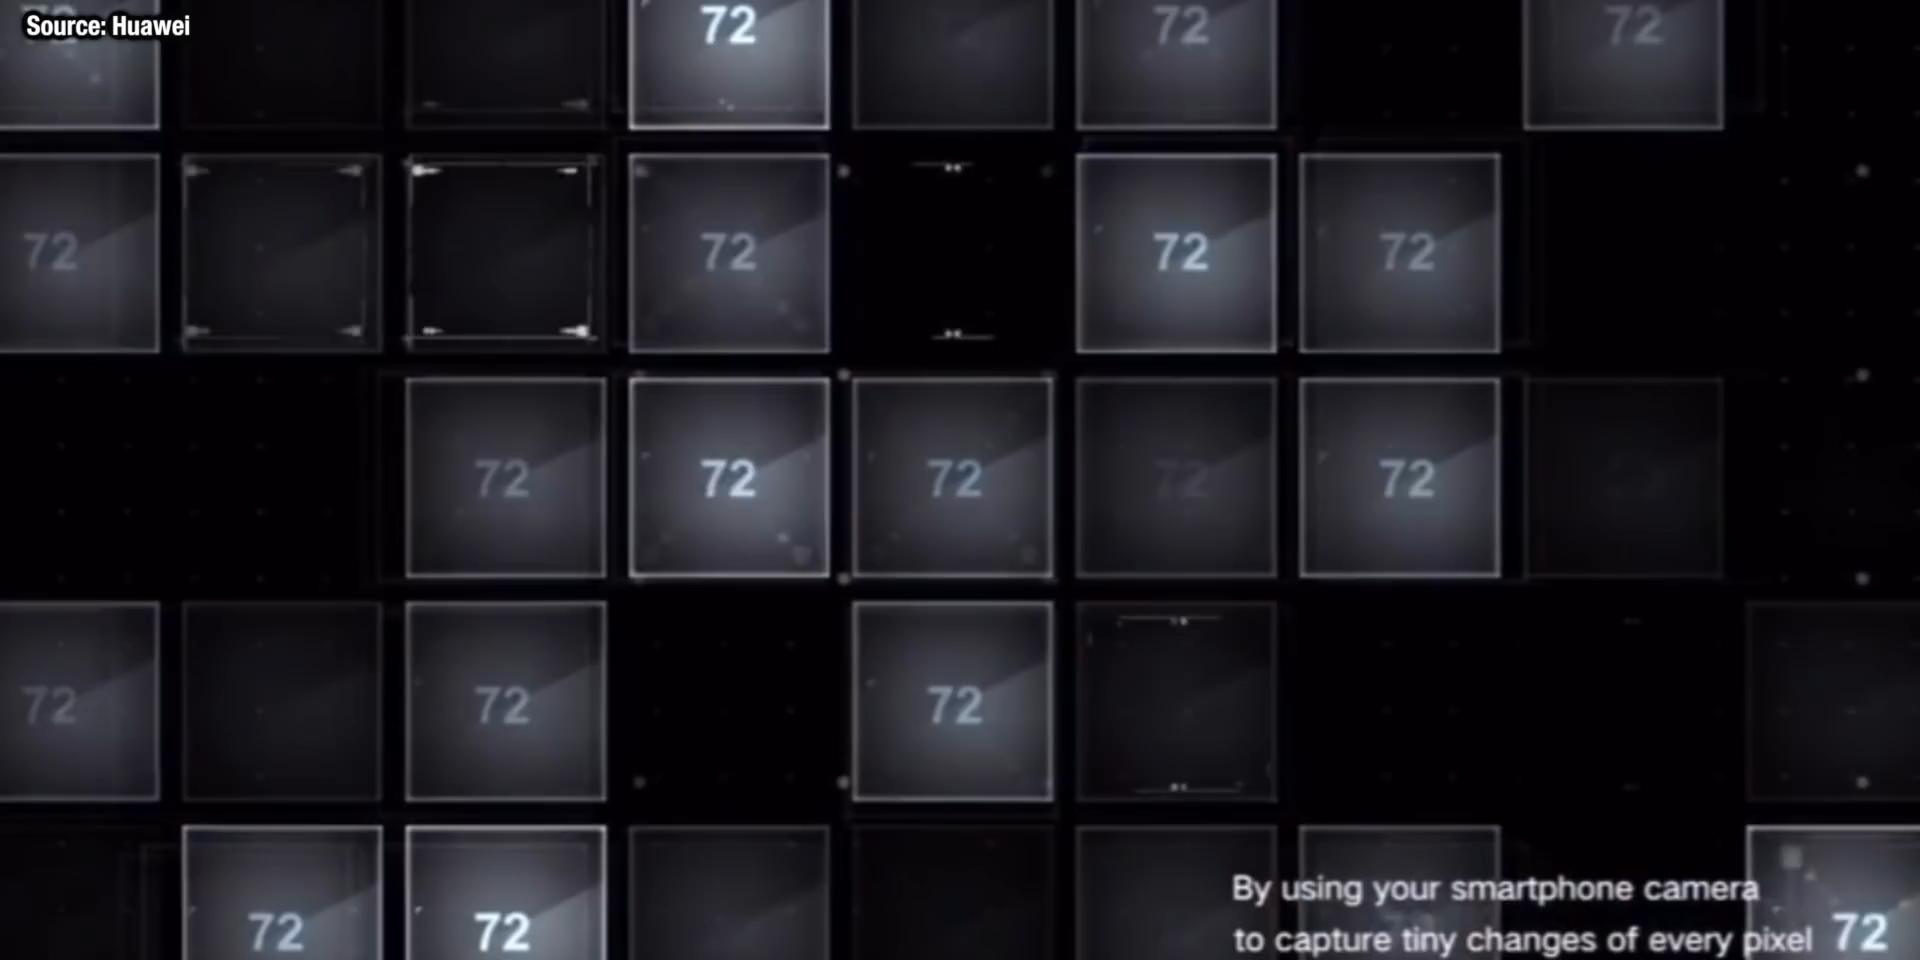 Source: Huawei
72 72 72 72
72 72 72 72
72 72 72 72 72
72 72 72
72 72 72
By using your smartphone camera
to capture tiny changes of every pixel